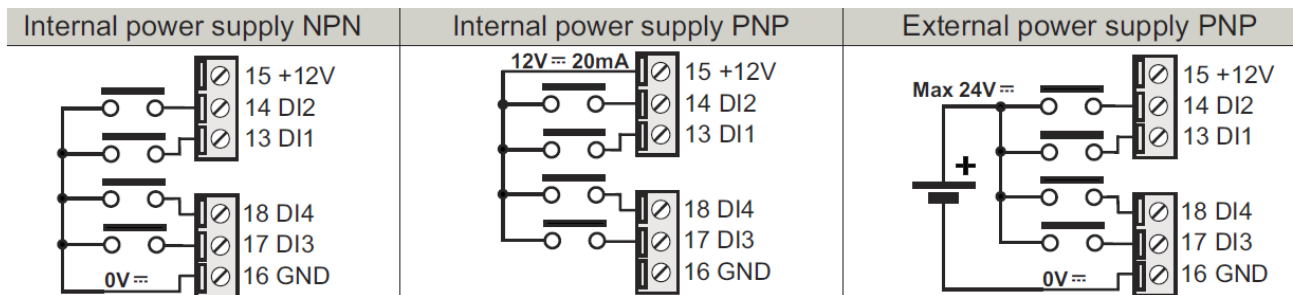 Internal power supply NPN
15 +12V
14 DI2
13 DI1
18 DI4
17 DI3
0V ⎓
16 GND
Internal power supply PNP
12V ⎓ 20mA
15 +12V
14 DI2
13 DI1
18 DI4
17 DI3
16 GND
External power supply PNP
Max 24V ⎓
15 +12V
14 DI2
13 DI1
+
18 DI4
17 DI3
0V ⎓
16 GND